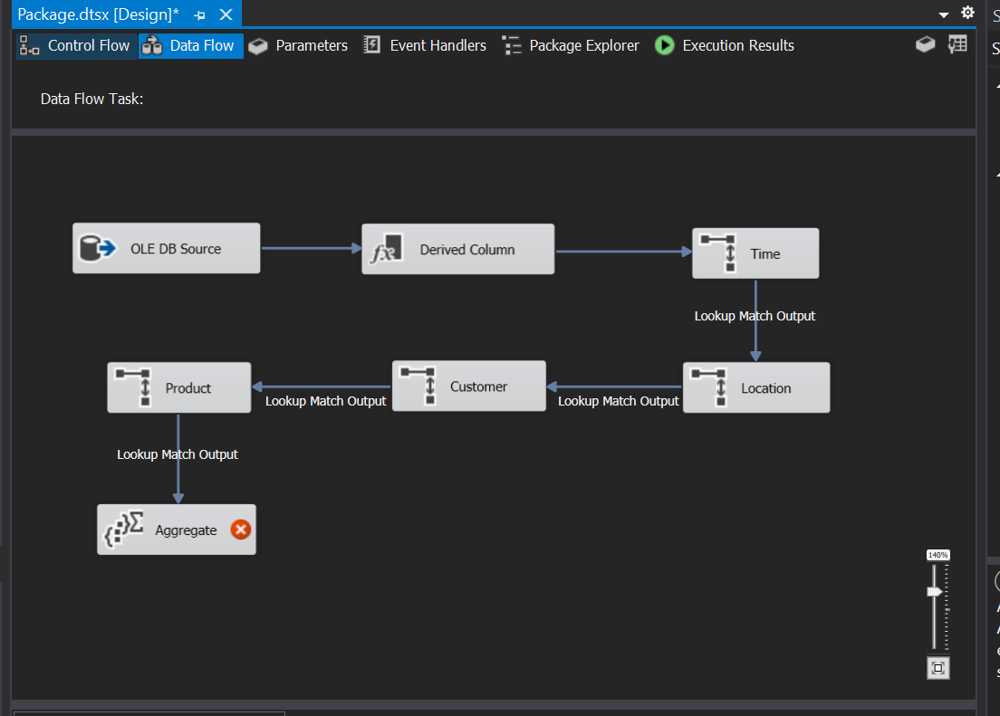 Package.dtsx [Design]*
Control Flow Data Flow Parameters Event Handlers Package Explorer Execution Results
Data Flow Task:
OLE DB Source
Derived Column
Time
Lookup Match Output
Location
Lookup Match Output
Customer
Lookup Match Output
Product
Lookup Match Output
Aggregate
140%